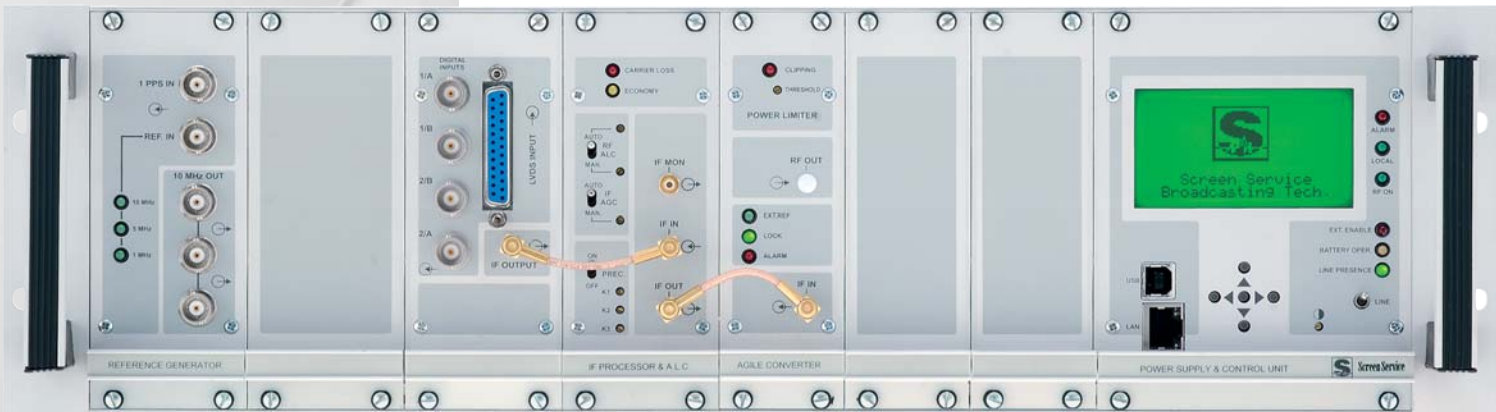 1 PPS IN
REF. IN
10 MHz OUT
10 MHz
5 MHz
1 MHz
REFERENCE GENERATOR
DIGITAL
INPUTS
1/A
1/B
2/B
2/A
LVDS INPUT
IF OUTPUT
CARRIER LOSS
ECONOMY
AUTO
RF
ALC
MAN.
AUTO
IF
AGC
MAN.
ON
PREC.
OFF
K1
K2
K3
IF MON
IF IN
IF OUT
IF PROCESSOR & A.L.C.
CLIPPING
THRESHOLD
POWER LIMITER
RF OUT
EXT.REF
LOCK
ALARM
IF IN
AGILE CONVERTER
S
Screen Service
Broadcasting Tech.
ALARM
LOCAL
RF ON
EXT. ENABLE
BATTERY OPER.
LINE PRESENCE
LINE
USB
LAN
POWER SUPPLY & CONTROL UNIT
S Screen Service